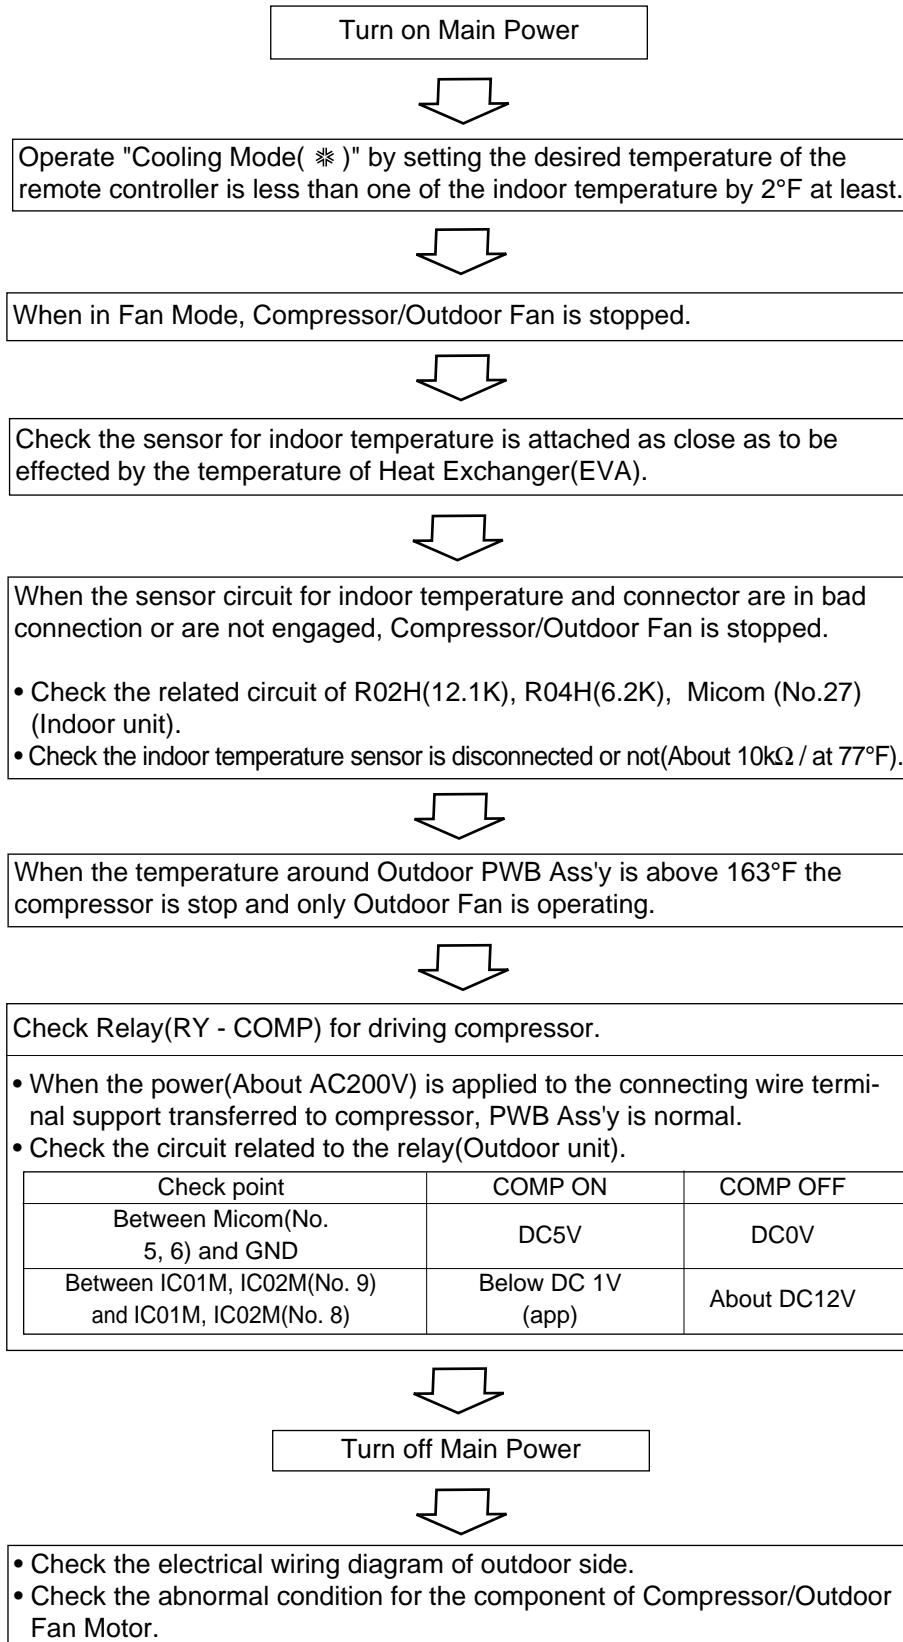 Turn on Main Power
Operate "Cooling Mode( ❋ )" by setting the desired temperature of the
remote controller is less than one of the indoor temperature by 2°F at least.
When in Fan Mode, Compressor/Outdoor Fan is stopped.
Check the sensor for indoor temperature is attached as close as to be
effected by the temperature of Heat Exchanger(EVA).
When the sensor circuit for indoor temperature and connector are in bad
connection or are not engaged, Compressor/Outdoor Fan is stopped.
• Check the related circuit of R02H(12.1K), R04H(6.2K), Micom (No.27)
(Indoor unit).
• Check the indoor temperature sensor is disconnected or not(About 10kΩ / at 77°F).
When the temperature around Outdoor PWB Ass'y is above 163°F the
compressor is stop and only Outdoor Fan is operating.
Check Relay(RY - COMP) for driving compressor.
• When the power(About AC200V) is applied to the connecting wire termi-
nal support transferred to compressor, PWB Ass'y is normal.
• Check the circuit related to the relay(Outdoor unit).
Check point COMP ON COMP OFF
Between Micom(No.
5, 6) and GND DC5V DC0V
Between IC01M, IC02M(No. 9)
and IC01M, IC02M(No. 8)
Below DC 1V
(app)
About DC12V
Turn off Main Power
• Check the electrical wiring diagram of outdoor side.
• Check the abnormal condition for the component of Compressor/Outdoor
Fan Motor.